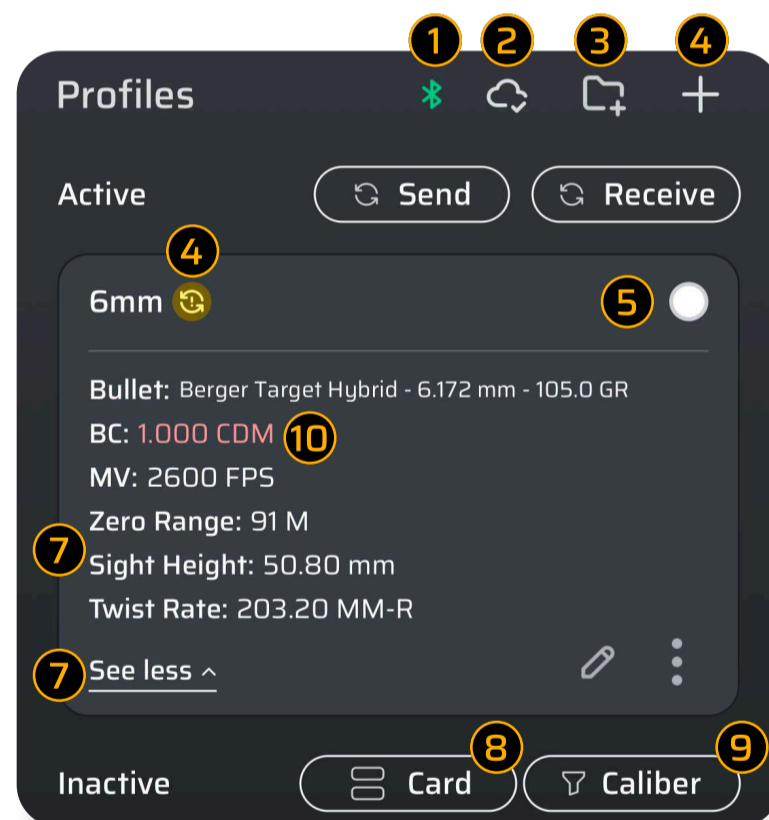 1 2 3 4
Profiles
Active Send Receive
4
6mm 5
Bullet: Berger Target Hybrid - 6.172 mm - 105.0 GR
BC: 1.000 CDM 10
MV: 2600 FPS
Zero Range: 91 M
7
Sight Height: 50.80 mm
Twist Rate: 203.20 MM-R
7 See less
8 9
Inactive Card Caliber